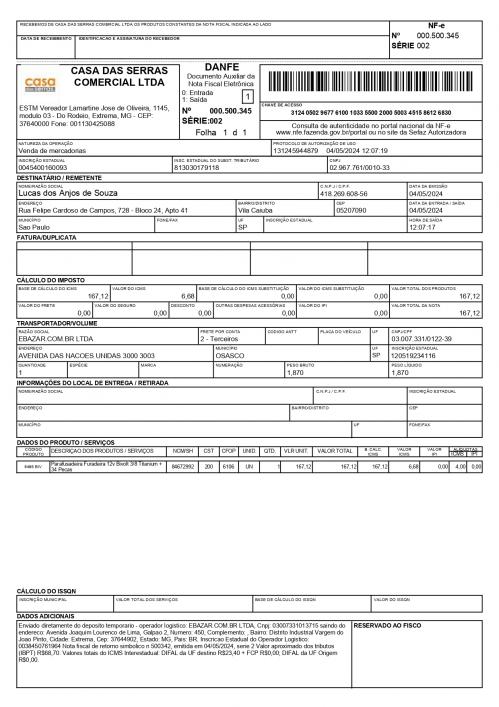 RECEBEMOS DE CASA DAS SERRAS COMERCIAL LTDA OS PRODUTOS CONSTANTES DA NOTA FISCAL INDICADA AO LADO
NF-e
Nº 000.500.345
SÉRIE 002
DATA DE RECEBIMENTO IDENTIFICACAO E ASSINATURA DO RECEBEDOR
casa
CASA DAS SERRAS
COMERCIAL LTDA
ESTM Vereador Lamartine Jose de Oliveira, 1145,
modulo 03 - Do Rodeio, Extrema, MG - CEP:
37640000 Fone: 001130425088
DANFE
Documento Auxiliar da
Nota Fiscal Eletrônica
0: Entrada
1: Saída
1
Nº 000.500.345
SÉRIE:002
Folha 1 d 1
CHAVE DE ACESSO
3124 0502 9677 6100 1033 5500 2000 5003 4515 8612 6830
Consulta de autenticidade no portal nacional da NF-e
www.nfe.fazenda.gov.br/portal ou no site da Sefaz Autorizadora
NATUREZA DA OPERAÇÃO PROTOCOLO DE AUTORIZAÇÃO DE USO
Venda de mercadorias 131245944879 04/05/2024 12:07:19
INSCRIÇÃO ESTADUAL INSC. ESTADUAL DO SUBST. TRIBUTÁRIO CNPJ
0045400160093 813030179118 02.967.761/0010-33
DESTINATÁRIO / REMETENTE
NOME/RAZÃO SOCIAL C.N.P.J / C.P.F. DATA DA EMISSÃO
Lucas dos Anjos de Souza 418.269.608-56 04/05/2024
ENDEREÇO BAIRRO/DISTRITO CEP DATA DA ENTRADA / SAÍDA
Rua Felipe Cardoso de Campos, 728 - Bloco 24, Apto 41 Vila Caiuba 05207090 04/05/2024
MUNICÍPIO FONE/FAX UF INSCRIÇÃO ESTADUAL HORA DE SAÍDA
Sao Paulo SP 12:07:17
FATURA/DUPLICATA
CÁLCULO DO IMPOSTO
BASE DE CÁLCULO DO ICMS VALOR DO ICMS BASE DE CÁLCULO DO ICMS SUBSTITUIÇÃO VALOR DO ICMS SUBSTITUIÇÃO VALOR TOTAL DOS PRODUTOS
167,12 6,68 0,00 0,00 167,12
VALOR DO FRETE VALOR DO SEGURO DESCONTO OUTRAS DESPESAS ACESSÓRIAS VALOR DO IPI VALOR TOTAL DA NOTA
0,00 0,00 0,00 0,00 0,00 167,12
TRANSPORTADOR/VOLUME
RAZÃO SOCIAL FRETE POR CONTA CÓDIGO ANTT PLACA DO VEÍCULO UF CNPJ/CPF
EBAZAR.COM.BR LTDA 2 - Terceiros 03.007.331/0122-39
ENDEREÇO MUNICÍPIO UF INSCRIÇÃO ESTADUAL
AVENIDA DAS NACOES UNIDAS 3000 3003 OSASCO SP 120519234116
QUANTIDADE ESPÉCIE MARCA NUMERAÇÃO PESO BRUTO PESO LÍQUIDO
1 1,870 1,870
INFORMAÇÕES DO LOCAL DE ENTREGA / RETIRADA
NOME/RAZÃO SOCIAL C.N.P.J / C.P.F. INSCRIÇÃO ESTADUAL
ENDEREÇO BAIRRO/DISTRITO CEP
MUNICÍPIO UF FONE/FAX
DADOS DO PRODUTO / SERVIÇOS
CÓDIGO PRODUTO DESCRIÇAO DOS PRODUTOS / SERVIÇOS NCM/SH CST CFOP UNID. QTD. VLR UNIT. VALOR TOTAL B.CALC. ICMS VALOR ICMS VALOR IPI ALIQUOTAS ICMS IPI
Parafusadeira Furadeira 12v Bivolt 3/8 Titanium + 84672992 200 6106 UN 1 167,12 167,12 167,12 6,68 0,00 4,00 0,00
34 Pecas
CÁLCULO DO ISSQN
INSCRIÇÃO MUNICIPAL VALOR TOTAL DOS SERVIÇOS BASE DE CÁLCULO DO ISSQN VALOR DO ISSQN
DADOS ADICIONAIS
Enviado diretamente do deposito temporario - operador logistico: EBAZAR.COM.BR LTDA, Cnpj: 03007331013715 saindo do
endereco: Avenida Joaquim Lourenco de Lima, Galpao 2, Numero: 450, Complemento: , Bairro: Distrito Industrial Vargem do
Joao Pinto, Cidade: Extrema, Cep: 37644902, Estado: MG, Pais: BR, Inscricao Estadual do Operador Logistico:
0038450761964 Nota fiscal de retorno simbolico n 500342, emitida em 04/05/2024, serie 2 Valor aproximado dos tributos
(IBPT) R$68,70. Valores totais do ICMS Interestadual: DIFAL da UF destino R$23,40 + FCP R$0,00; DIFAL da UF Origem
R$0,00.
RESERVADO AO FISCO